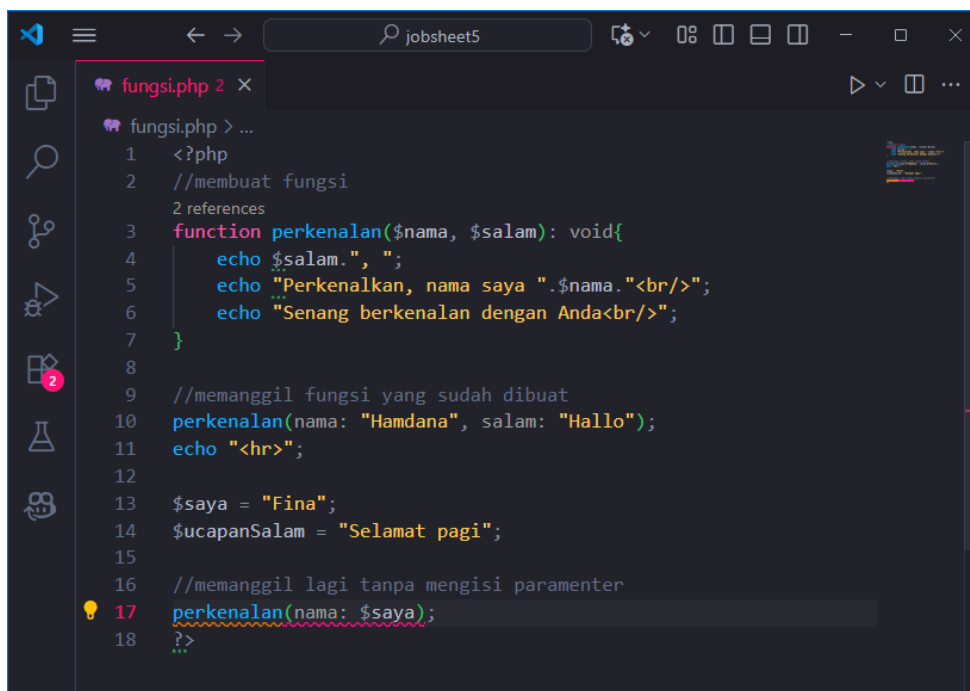 jobsheet5
fungsi.php 2
fungsi.php > ...
1 <?php
2 //membuat fungsi
2 references
3 function perkenalan($nama, $salam): void{
4     echo $salam.", ";
5     echo "Perkenalkan, nama saya ".$nama."<br/>";
6     echo "Senang berkenalan dengan Anda<br/>";
7 }
8
9 //memanggil fungsi yang sudah dibuat
10 perkenalan(nama: "Hamdana", salam: "Hallo");
11 echo "<hr>";
12
13 $saya = "Fina";
14 $ucapanSalam = "Selamat pagi";
15
16 //memanggil lagi tanpa mengisi paramenter
17 perkenalan(nama: $saya);
18 ?>
2